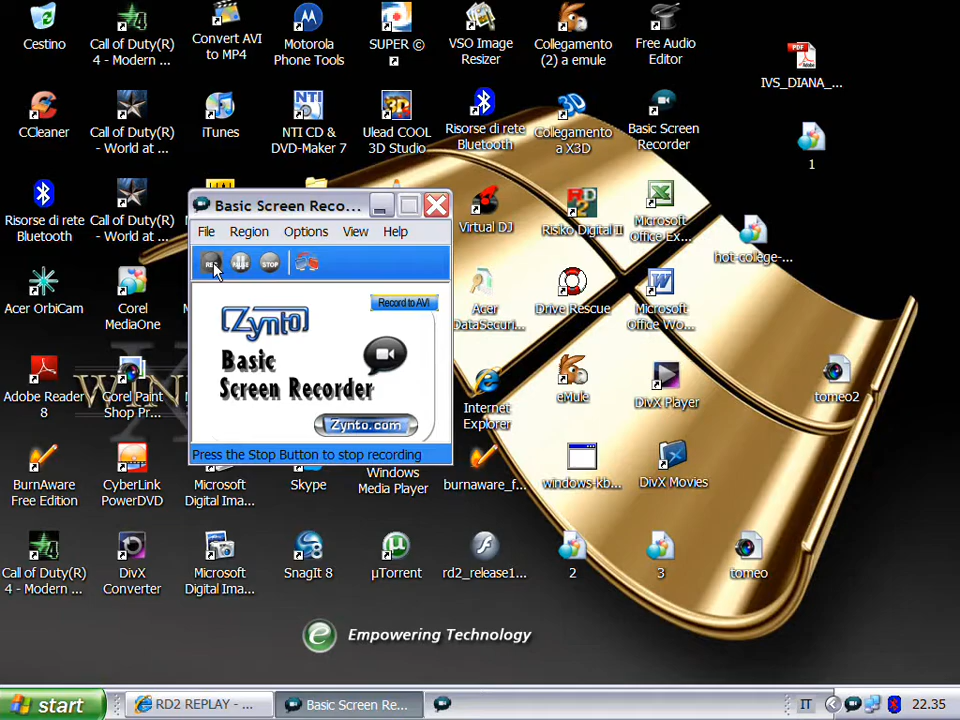 Cestino
Call of Duty(R)
4 - Modern ...
Convert AVI
to MP4
Motorola
Phone Tools
SUPER ©
VSO Image
Resizer
Collegamento
(2) a emule
Free Audio
Editor
PDF
IVS_DIANA_...
CCleaner
Call of Duty(R)
- World at ...
iTunes
NTI
NTI CD &
DVD-Maker 7
Ulead COOL
3D Studio
Risorse di rete
Bluetooth
Collegamento
a X3D
Basic Screen
Recorder
1
Risorse di rete
Bluetooth
Call of Duty(R)
- World at ...
Basic Screen Reco...
File Region Options View Help
REC PAUSE STOP
Record to AVI
Zynto
Basic
Screen Recorder
Zynto.com
Press the Stop Button to stop recording
Virtual DJ
Risiko Digital II
Microsoft
Office Ex...
hot-colege-...
Acer OrbiCam
Corel
MediaOne
Acer
DataSecuri...
Drive Rescue
Microsoft
Office Wo...
WIN
Adobe Reader
8
Corel Paint
Shop Pr...
Internet
Explorer
eMule
DivX Player
tomeo2
BurnAware
Free Edition
CyberLink
PowerDVD
Microsoft
Digital Ima...
Skype
Windows
Media Player
burnaware_f...
windows-kb...
DivX Movies
Call of Duty(R)
4 - Modern ...
DivX
Converter
Microsoft
Digital Ima...
SnagIt 8
µTorrent
rd2_release1...
2
3
tomeo
Empowering Technology
start
RD2 REPLAY - ...
Basic Screen Re...
IT
22.35